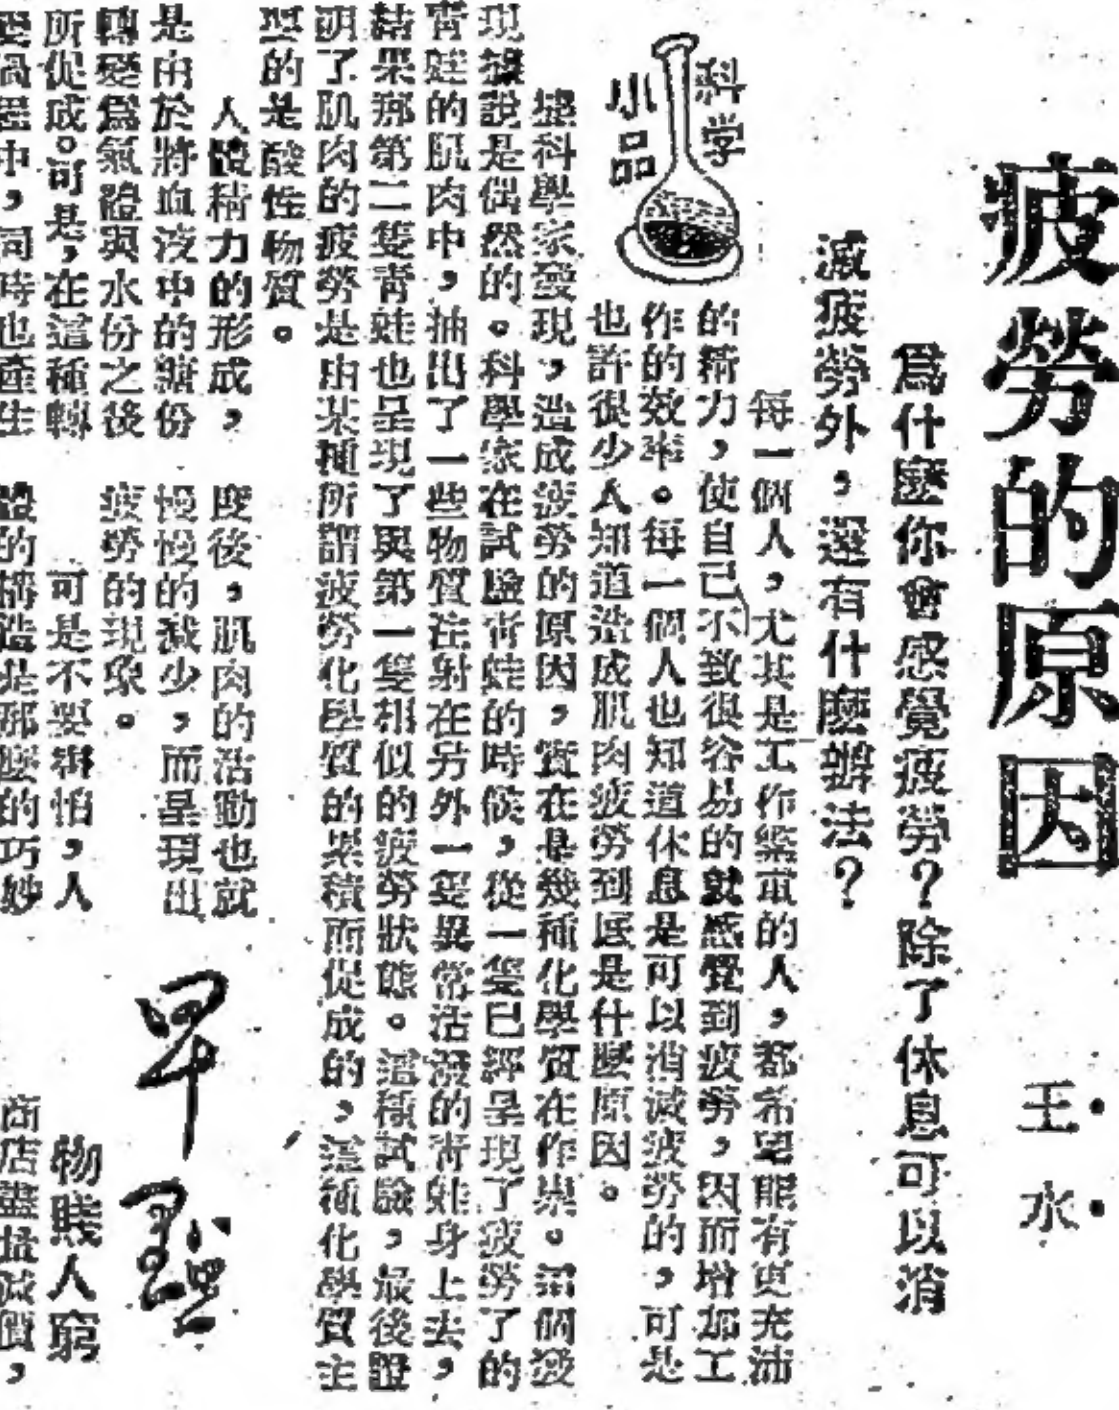 疲勞的原因
王水
爲什麼你會感覺疲勞？除了休息可以消
滅疲勞外，還有什麼辦法？
科学
小品
每一個人，尤其是工作繁重的人，都希望能有更充沛
的精力，使自己不致很容易的就感覺到疲勞，因而增加工
作的效率。每一個人也知道休息是可以消滅疲勞的，可是
也許很少人知道造成肌肉疲勞到底是什麼原因。
據科學家發現，造成疲勞的原因，實在是幾種化學質在作祟。這個發
現據說是偶然的。科學家在試驗青蛙的時候，從一隻已經呈現了疲勞了的
青蛙的肌肉中，抽出了一些物質注射在另外一隻異常活潑的青蛙身上去，
結果那第二隻青蛙也呈現了與第一隻相似的疲勞狀態。這種試驗，最後證
明了肌肉的疲勞是由某種所謂疲勞化學質的累積而促成的，這種化學質主
要的是酸性物質。
人體精力的形成，
是由於將血液中的糖份
轉變爲氣體與水份之後
所促成。可是，在這種轉
變過程中，同時也產生
度後，肌肉的活動也就
慢慢的減少，而呈現出
疲勞的現象。
可是不要害怕，人
的構造是那麼的巧妙
物賤人窮
商店盡量減價，